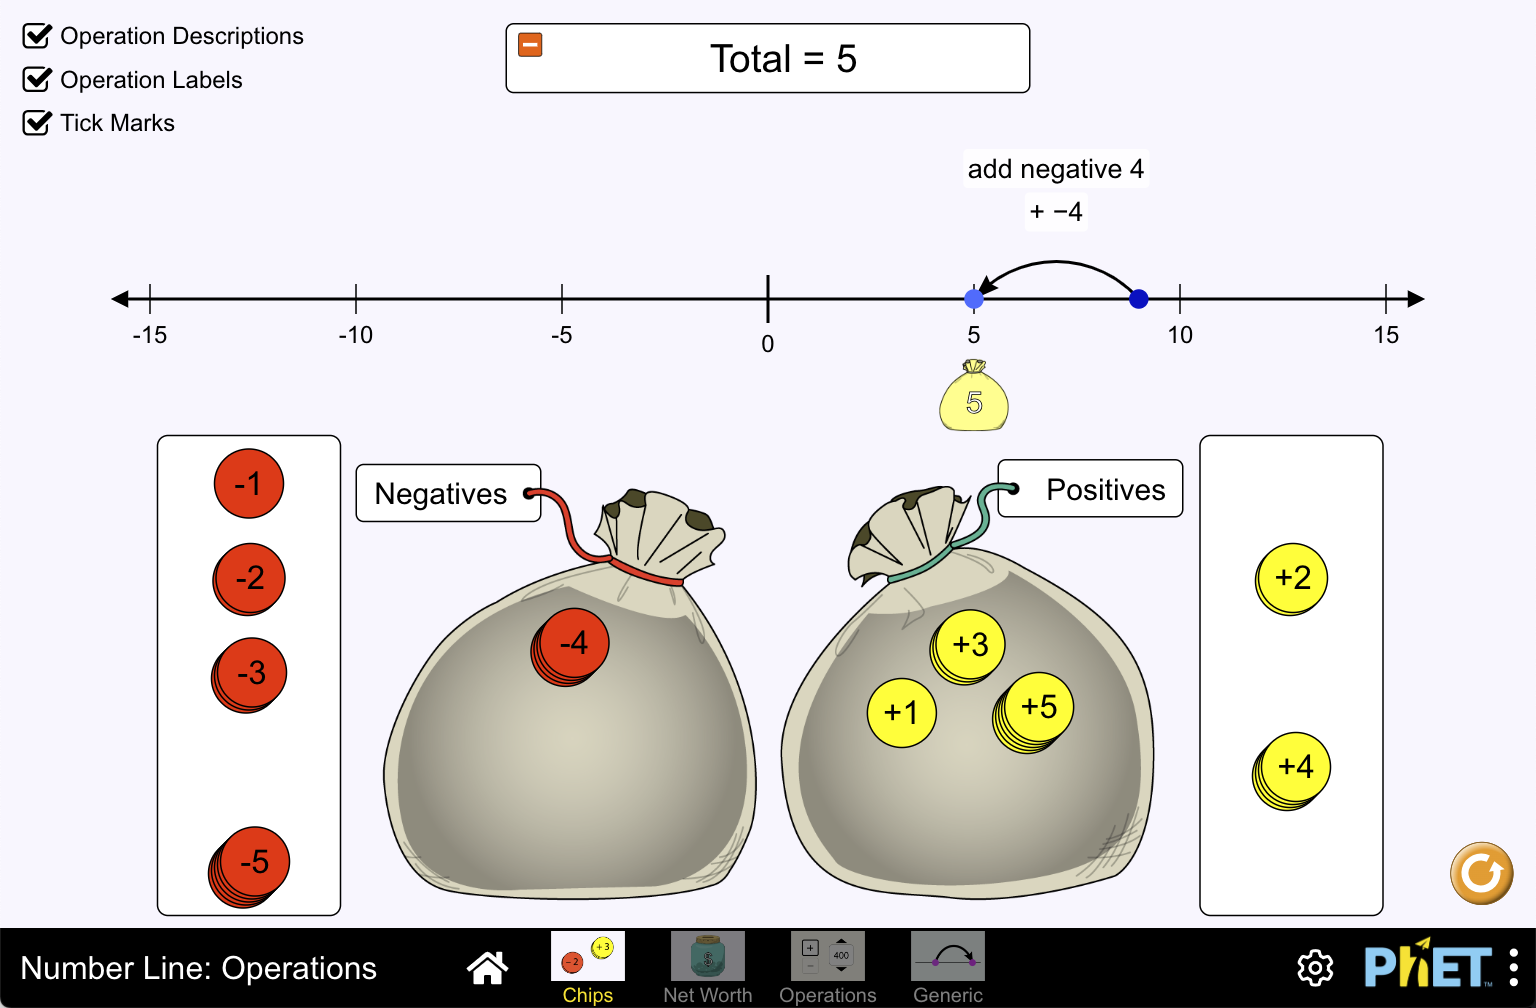 Operation Descriptions
Operation Labels
Tick Marks
Total = 5
add negative 4
+ −4
-15
-10
-5
0
5
10
15
5
-1
-2
-3
-5
Negatives
-4
Positives
+3
+1
+5
+2
+4
Number Line: Operations
-2
+3
Chips
$
Net Worth
+
−
400
Operations
Generic
PhET